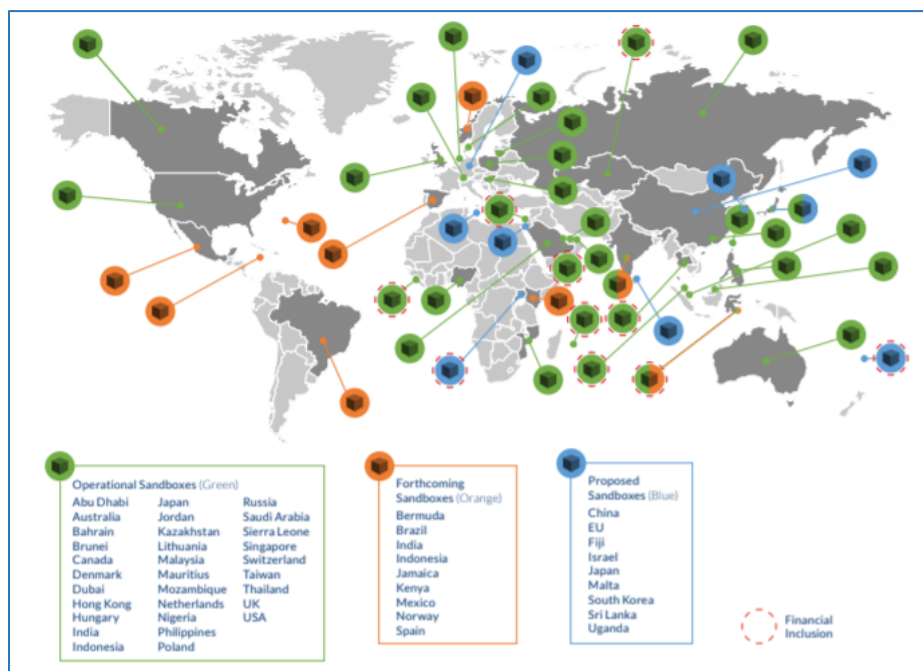 Operational Sandboxes (Green)
Abu Dhabi
Australia
Bahrain
Brunei
Canada
Denmark
Dubai
Hong Kong
Hungary
India
Indonesia
Japan
Jordan
Kazakhstan
Lithuania
Malaysia
Mauritius
Mozambique
Netherlands
Nigeria
Philippines
Poland
Russia
Saudi Arabia
Sierra Leone
Singapore
Switzerland
Taiwan
Thailand
UK
USA
Forthcoming
Sandboxes (Orange)
Bermuda
Brazil
India
Indonesia
Jamaica
Kenya
Mexico
Norway
Spain
Proposed
Sandboxes (Blue)
China
EU
Fiji
Israel
Japan
Malta
South Korea
Sri Lanka
Uganda
Financial
Inclusion